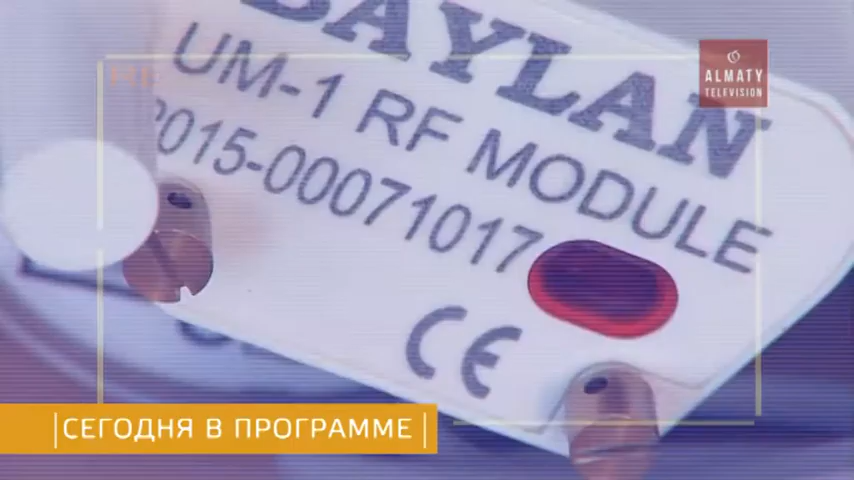 BAYLAN
UM-1 RF MODULE
2015-00071017
CE
ALMATY
TELEVISION
|СЕГОДНЯ В ПРОГРАММЕ|